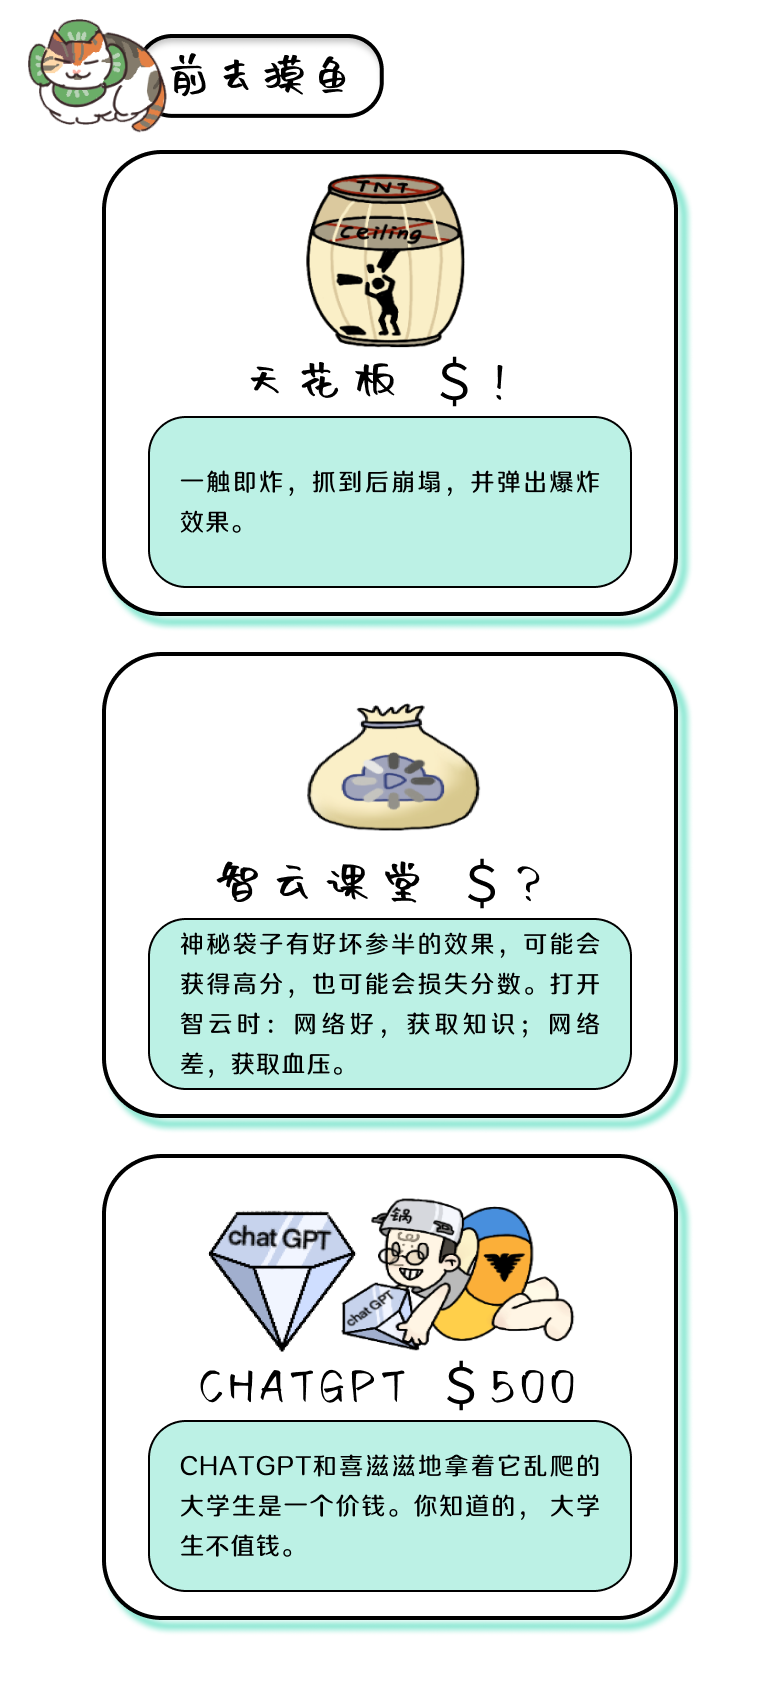 前去摸鱼
TNT
Ceiling
天花板 $!
一触即炸，抓到后崩塌，并弹出爆炸
效果。
智云课堂 $?
神秘袋子有好坏参半的效果，可能会
获得高分，也可能会损失分数。打开
智云时：网络好，获取知识；网络
差，获取血压。
chat GPT
锅
chat GPT
CHATGPT $500
CHATGPT和喜滋滋地拿着它乱爬的
大学生是一个价钱。你知道的， 大学
生不值钱。